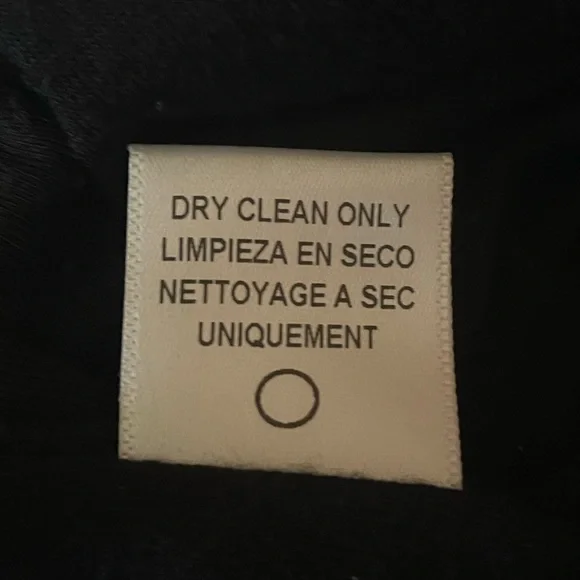 DRY CLEAN ONLY
LIMPIEZA EN SECO
NETTOYAGE A SEC
UNIQUEMENT